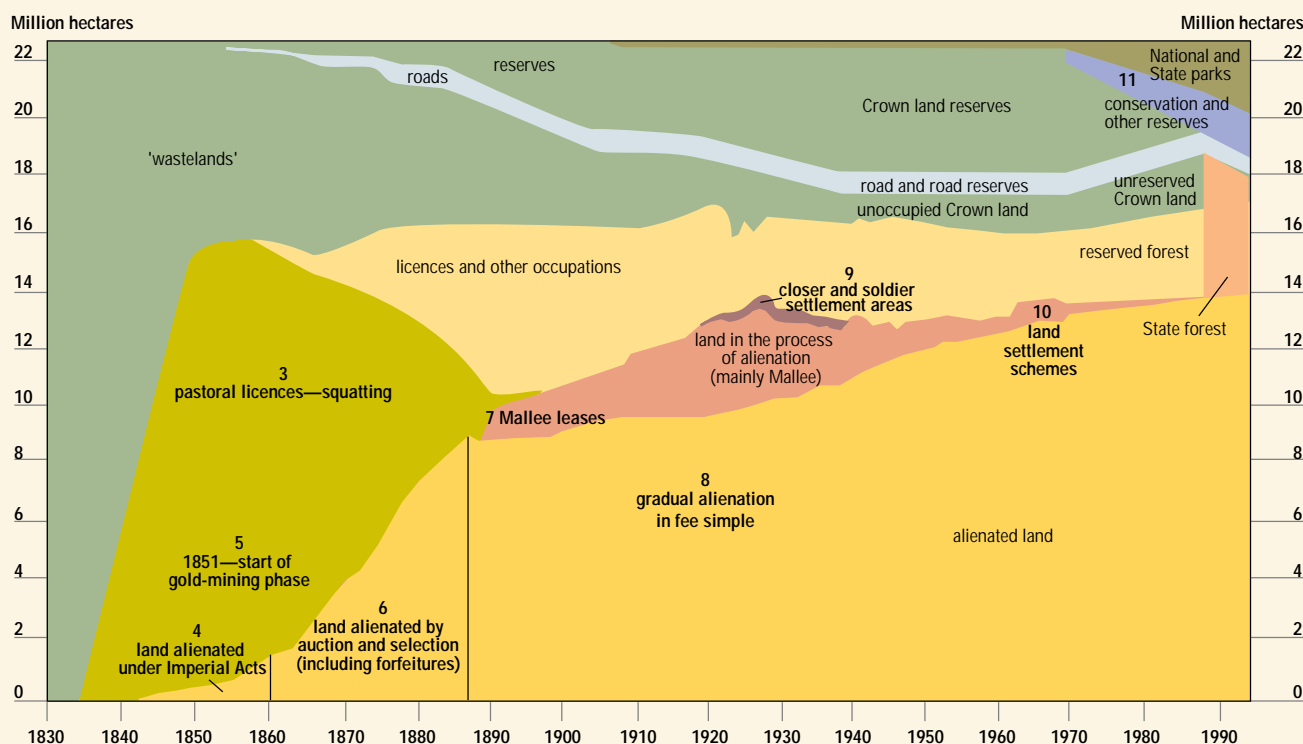 Million hectares
Million hectares
22
20
18
16
14
12
10
8
6
4
2
0
22
20
18
16
14
12
10
8
6
4
2
0
roads
reserves
'wastelands'
Crown land reserves
National and
State parks
11
conservation and
other reserves
road and road reserves
unoccupied Crown land
unreserved
Crown land
licences and other occupations
reserved forest
9
closer and soldier
settlement areas
State forest
land in the process
of alienation
(mainly Mallee)
10
land
settlement
schemes
3
pastoral licences—squatting
7 Mallee leases
8
gradual alienation
in fee simple
alienated land
5
1851—start of
gold-mining phase
4
land alienated
under Imperial Acts
6
land alienated by
auction and selection
(including forfeitures)
1830 1840 1850 1860 1870 1880 1890 1900 1910 1920 1930 1940 1950 1960 1970 1980 1990